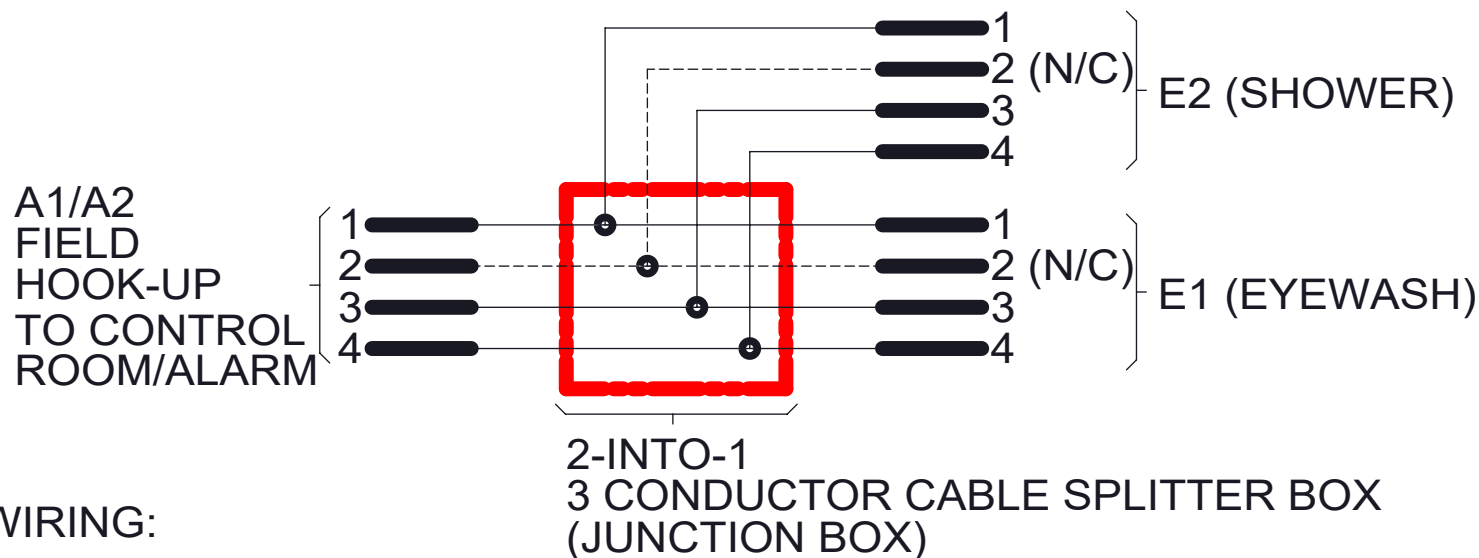 1
2 (N/C)
3
4
E2 (SHOWER)
A1/A2
FIELD
HOOK-UP
TO CONTROL
ROOM/ALARM
1
2
3
4
1
2 (N/C)
3
4
E1 (EYEWASH)
2-INTO-1
3 CONDUCTOR CABLE SPLITTER BOX
(JUNCTION BOX)
WIRING: